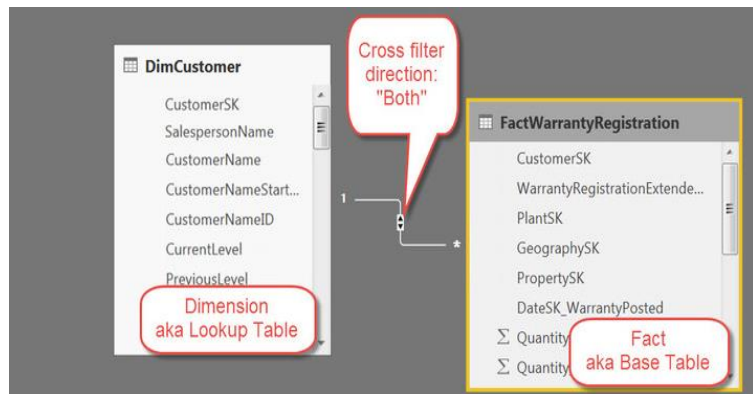 DimCustomer
CustomerSK
SalespersonName
CustomerName
CustomerNameStart...
CustomerNameID
CurrentLevel
PreviousLevel
Dimension
aka Lookup Table
Cross filter
direction:
"Both"
1
*
FactWarrantyRegistration
CustomerSK
WarrantyRegistrationExtende...
PlantSK
GeographySK
PropertySK
DateSK_WarrantyPosted
Σ Quantity
Σ Quantity
Fact
aka Base Table